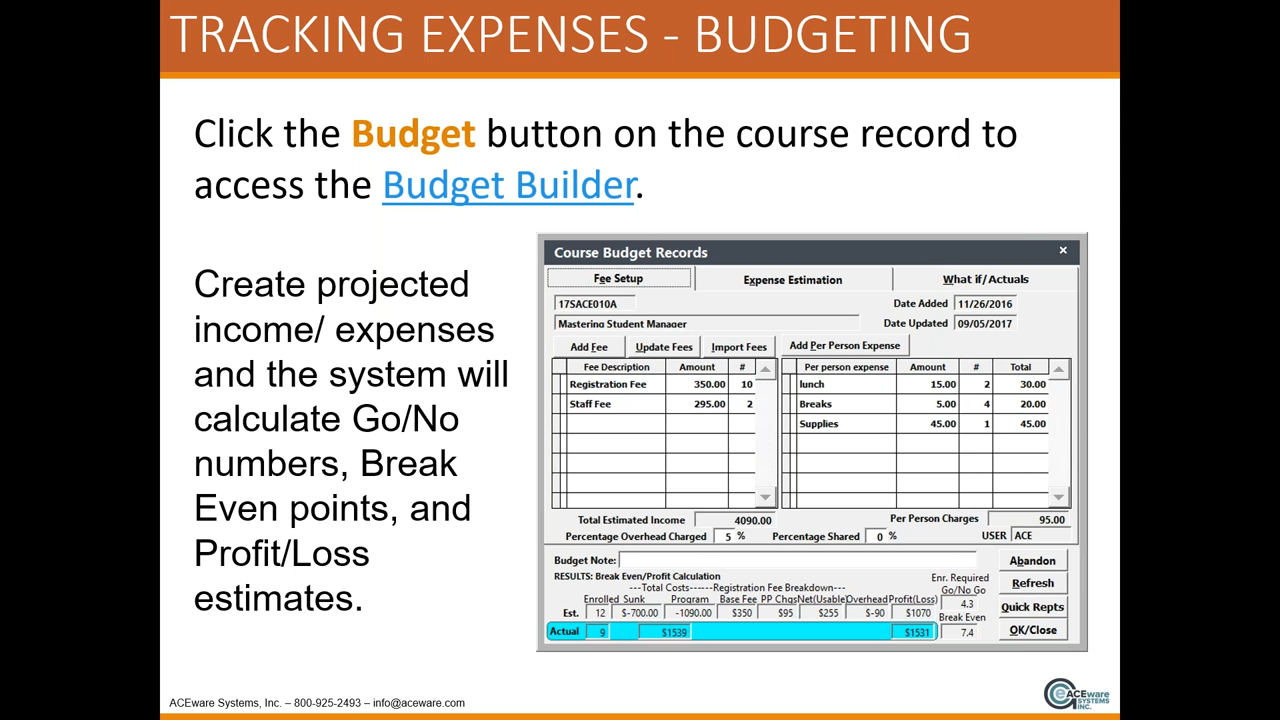 TRACKING EXPENSES - BUDGETING
Click the Budget button on the course record to
access the Budget Builder.
Create projected
income/ expenses
and the system will
calculate Go/No
numbers, Break
Even points, and
Profit/Loss
estimates.
Course Budget Records ×
Fee Setup Expense Estimation What if/Actuals
17SACE010A Date Added 11/26/2016
Mastering Student Manager Date Updated 09/05/2017
Add Fee Update Fees Import Fees Add Per Person Expense
Fee Description Amount # Per person expense Amount # Total
Registration Fee 350.00 10 lunch 15.00 2 30.00
Staff Fee 295.00 2 Breaks 5.00 4 20.00
Supplies 45.00 1 45.00
Total Estimated Income 4090.00 Per Person Charges 95.00
Percentage Overhead Charged 5 % Percentage Shared 0 % USER ACE
Budget Note: Abandon
RESULTS: Break Even/Profit Calculation Enr. Required
---Total Costs------Registration Fee Breakdown--- Go/No Go Refresh
Enrolled Sunk Program Base Fee PP Chgs Net(Usable) Overhead Profit(Loss) 4.3
Est. 12 $-700.00 -1090.00 $350 $95 $255 $-90 $1070 Quick Repts
Break Even
Actual 9 $1539 $1531 7.4 OK/Close
ACEware Systems, Inc. – 800-925-2493 – info@aceware.com
ACEware
SYSTEMS
INC.